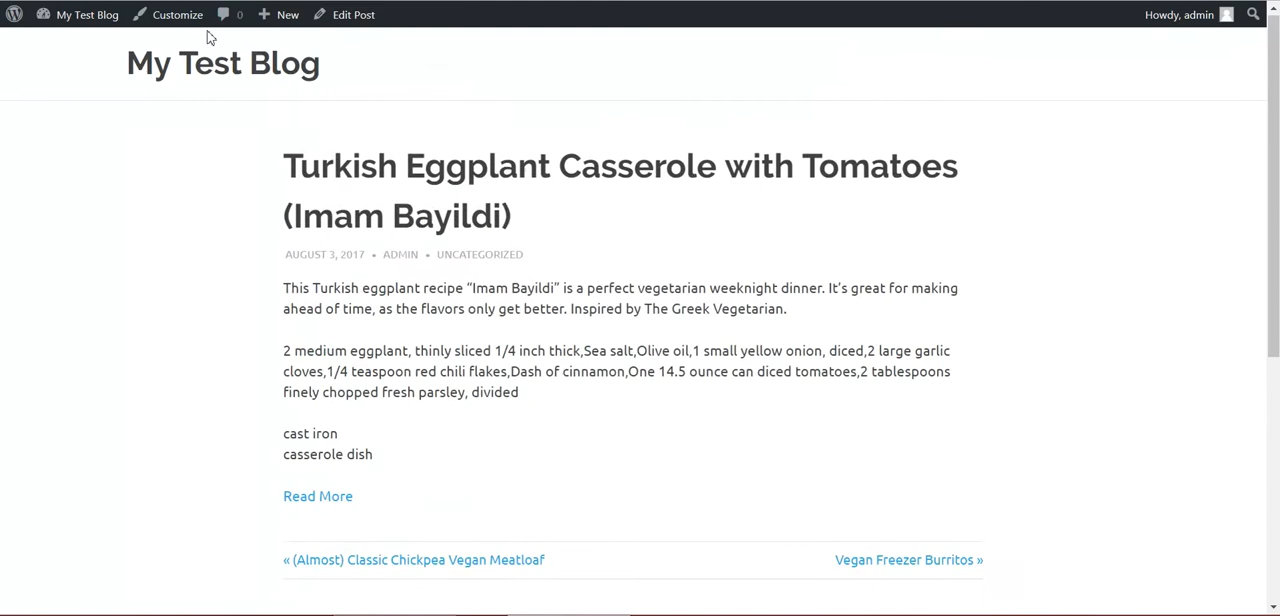 My Test Blog Customize 0 New Edit Post Howdy, admin
My Test Blog
Turkish Eggplant Casserole with Tomatoes
(Imam Bayildi)
AUGUST 3, 2017 • ADMIN • UNCATEGORIZED
This Turkish eggplant recipe “Imam Bayildi” is a perfect vegetarian weeknight dinner. It’s great for making
ahead of time, as the flavors only get better. Inspired by The Greek Vegetarian.
2 medium eggplant, thinly sliced 1/4 inch thick,Sea salt,Olive oil,1 small yellow onion, diced,2 large garlic
cloves,1/4 teaspoon red chili flakes,Dash of cinnamon,One 14.5 ounce can diced tomatoes,2 tablespoons
finely chopped fresh parsley, divided
cast iron
casserole dish
Read More
« (Almost) Classic Chickpea Vegan Meatloaf Vegan Freezer Burritos »